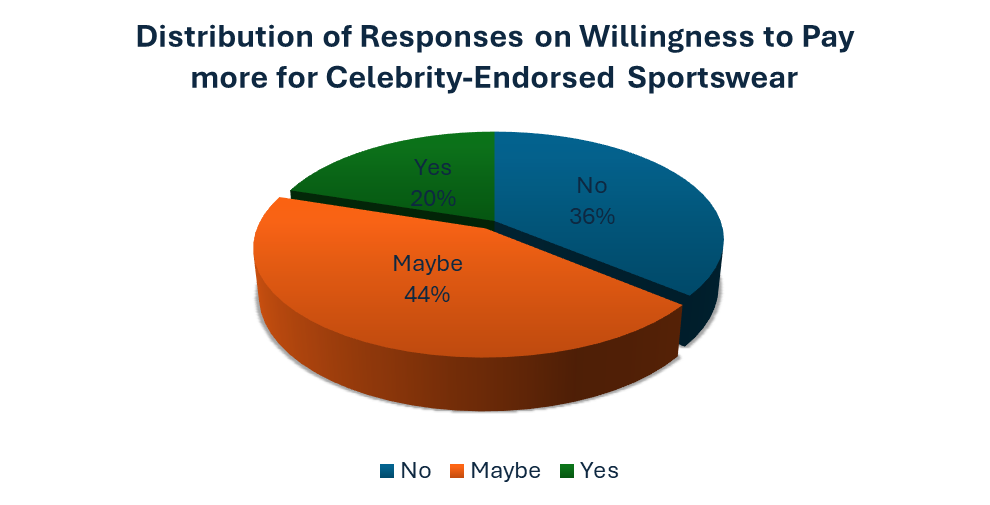 Distribution of Responses on Willingness to Pay
more for Celebrity-Endorsed Sportswear
Yes
20%
No
36%
Maybe
44%
No Maybe Yes